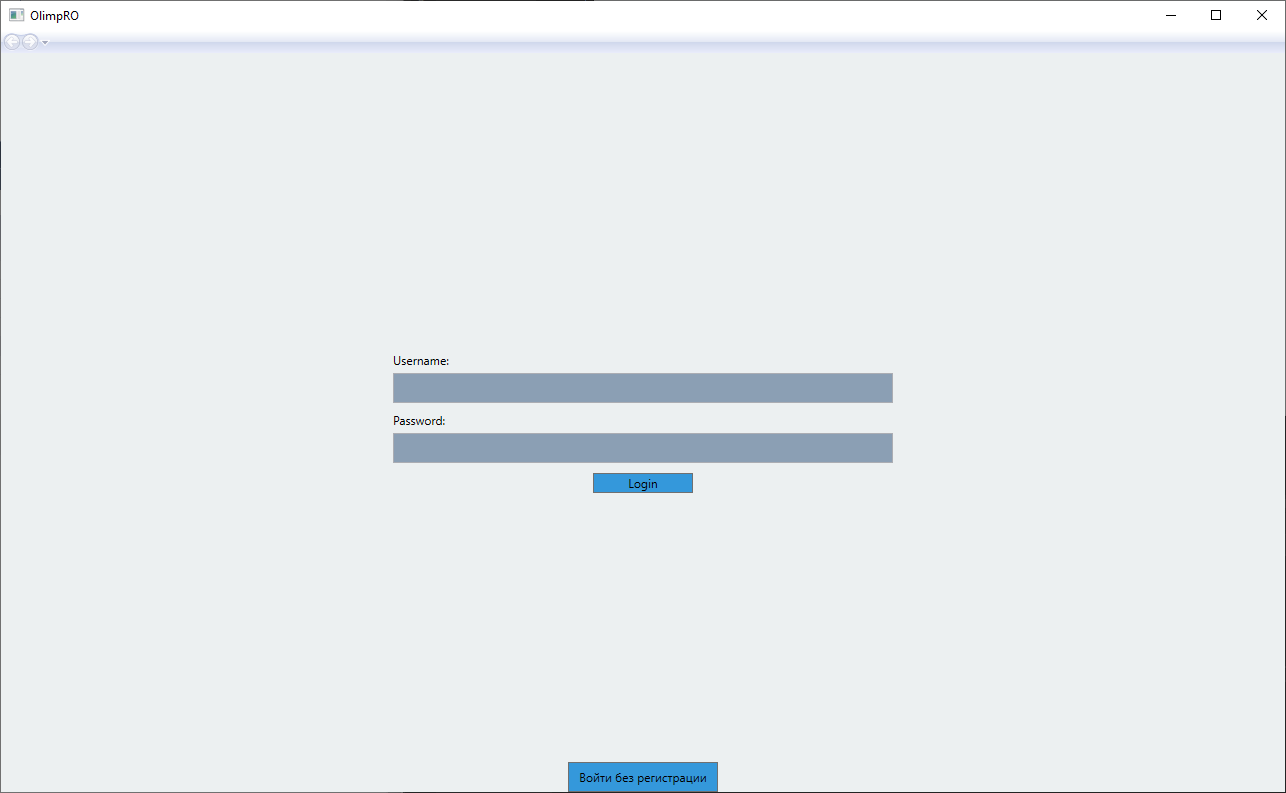 OlimpRO
Username:
Password:
Login
Войти без регистрации